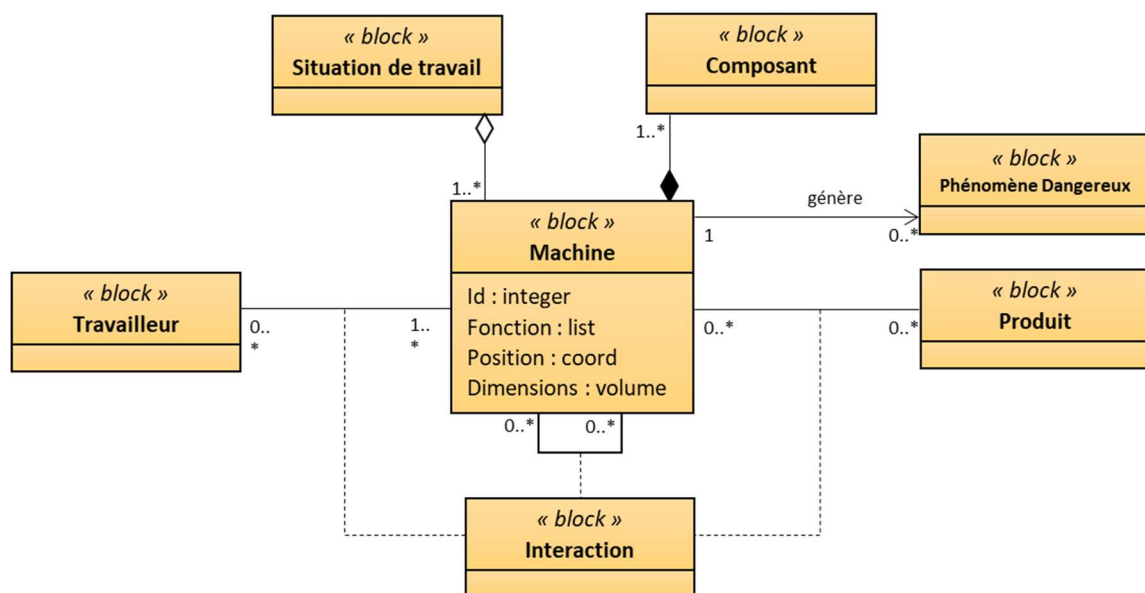 « block »
Situation de travail
« block »
Composant
1..*
1..*
« block »
Phénomène Dangereux
génère
1
0..*
« block »
Machine
Id : integer
Fonction : list
Position : coord
Dimensions : volume
« block »
Travailleur
0..
*
1..
*
0..*
0..*
« block »
Produit
0..*
0..*
« block »
Interaction